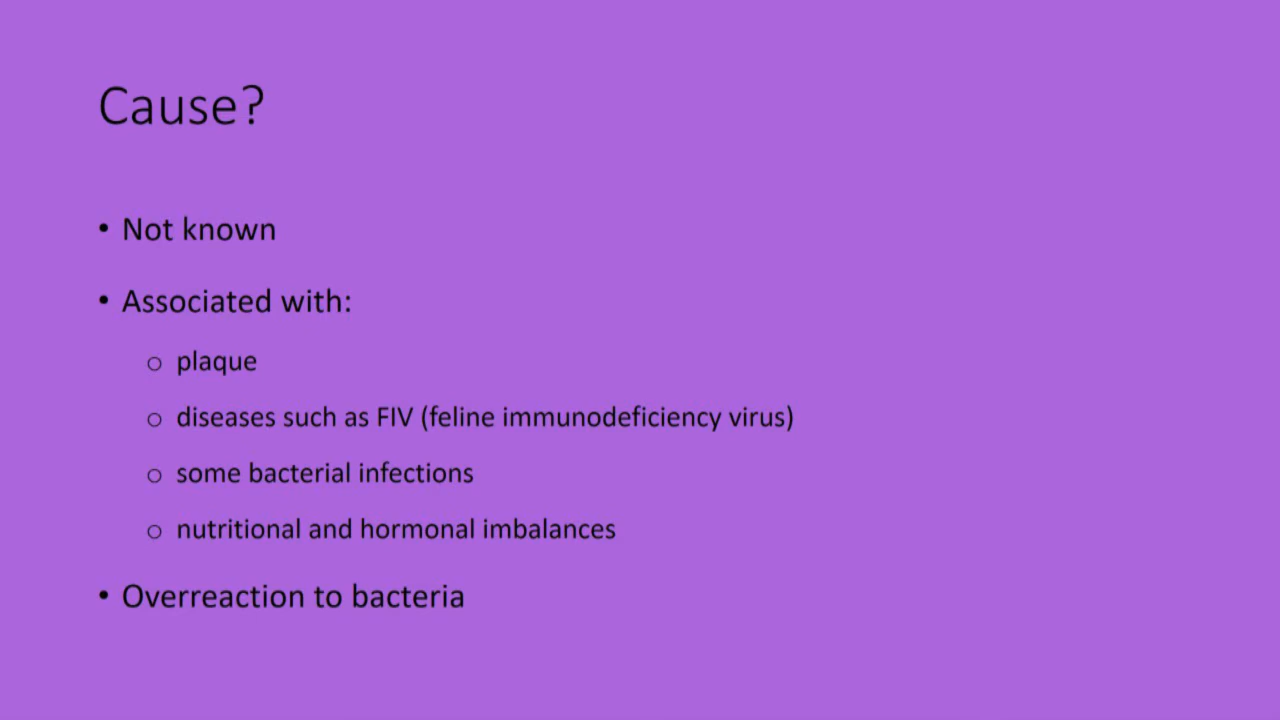 Cause?
• Not known
• Associated with:
o plaque
o diseases such as FIV (feline immunodeficiency virus)
o some bacterial infections
o nutritional and hormonal imbalances
• Overreaction to bacteria